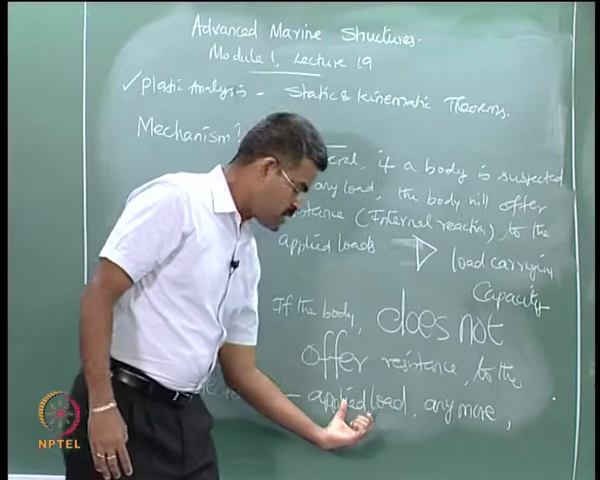 Advanced Marine Structures.
Module 1, Lecture 19
✓ Plastic Analysis - Static & kinematic Theorems.
Mechanism
if a body is subjected
any load, the body will offer
(Internal reaction) to the
applied loads
load carrying
Capacity
If the body, does not
offer resistance, to the
- applied load, any more,
NPTEL